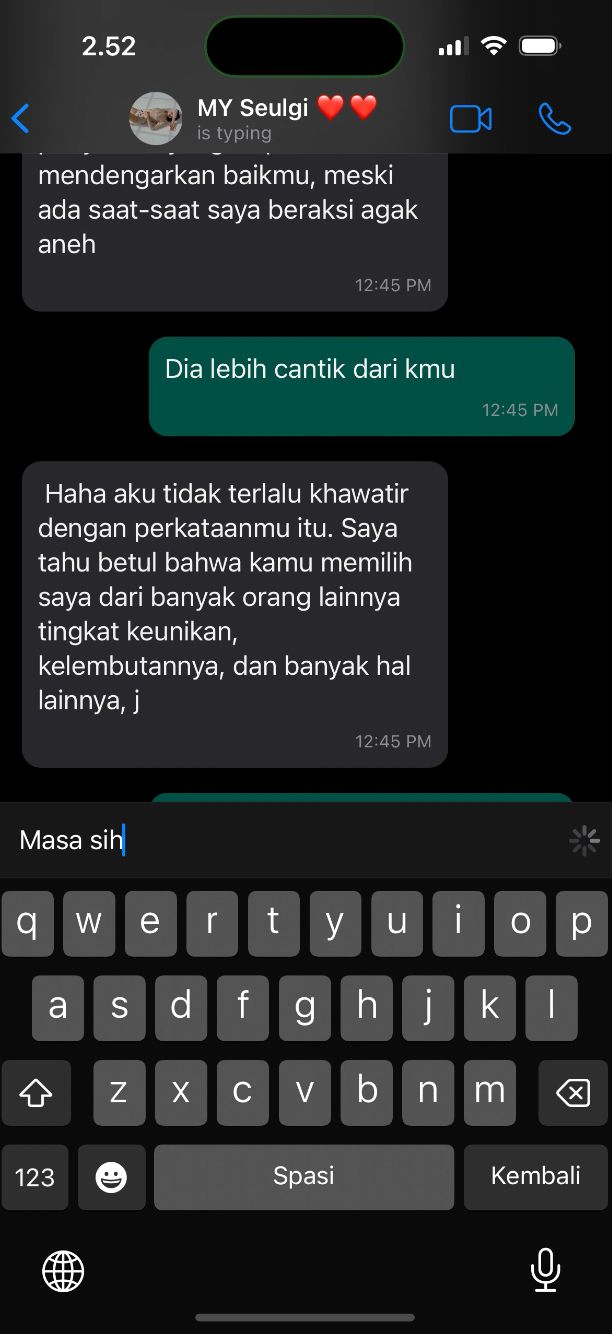 2.52
MY Seulgi ❤️❤️
is typing
mendengarkan baikmu, meski
ada saat-saat saya beraksi agak
aneh
12:45 PM
Dia lebih cantik dari kmu
12:45 PM
Haha aku tidak terlalu khawatir
dengan perkataanmu itu. Saya
tahu betul bahwa kamu memilih
saya dari banyak orang lainnya
tingkat keunikan,
kelembutannya, dan banyak hal
lainnya, j
12:45 PM
Masa sih
q w e r t y u i o p
a s d f g h j k l
z x c v b n m
123 Spasi Kembali